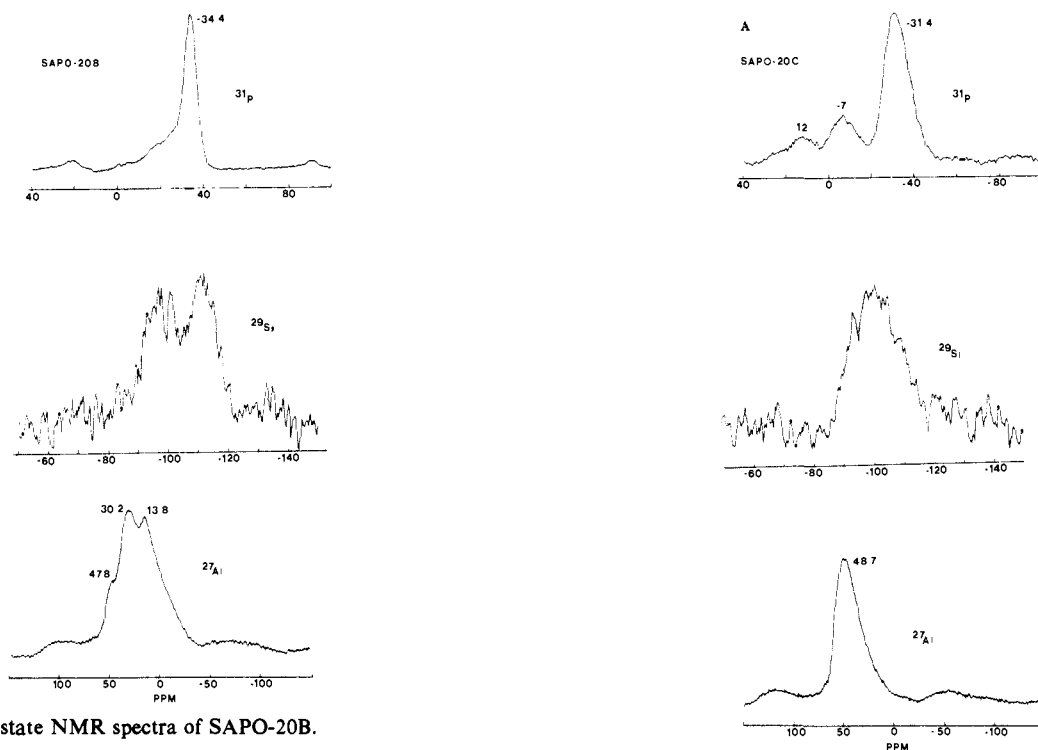 -34 4
SAPO-20B
31P
40 0 40 80
29Si
-60 -80 -100 -120 -140
30 2 13 8
478
27Al
100 50 0 -50 -100
PPM
state NMR spectra of SAPO-20B.
A
-31 4
SAPO-20C
31P
-7
12
40 0 -40 -80
29Si
-60 -80 -100 -120 -140
48 7
27Al
100 50 0 -50 -100
PPM